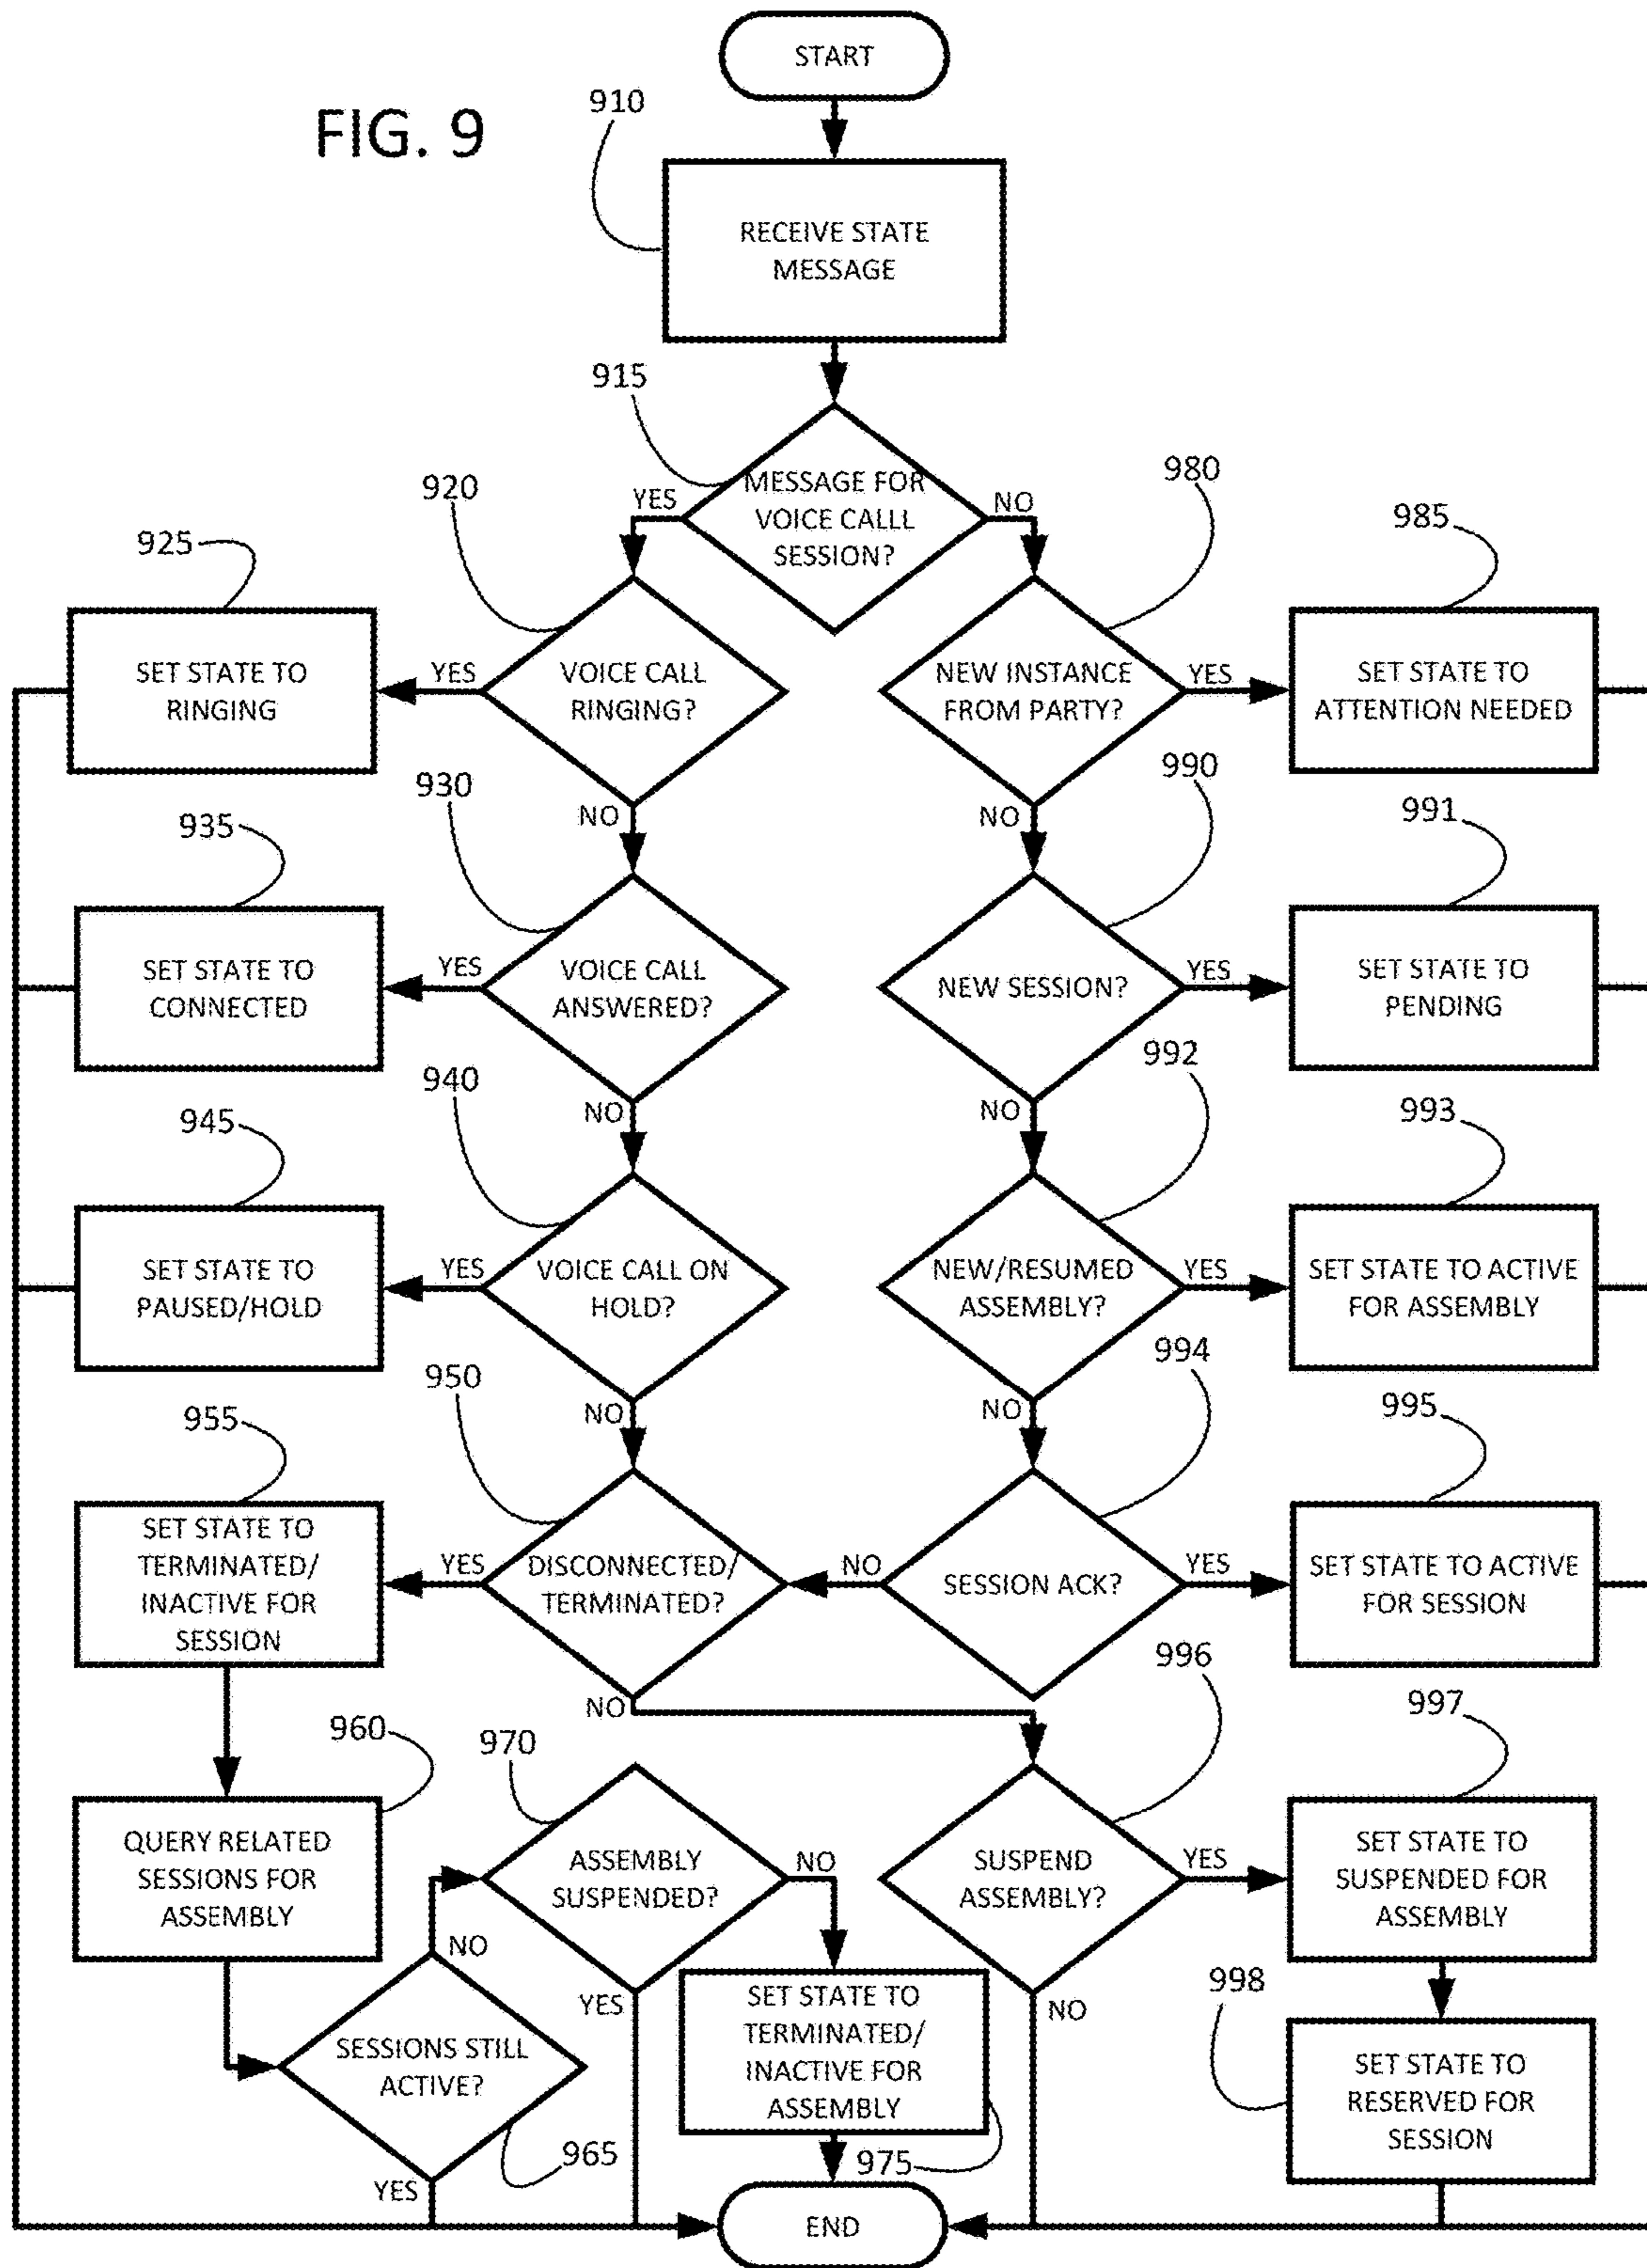 START
FIG. 9
910
RECEIVE STATE
MESSAGE
915
MESSAGE FOR
VOICE CALLL
SESSION?
YES
NO
920
980
925
985
SET STATE TO
RINGING
YES
VOICE CALL
RINGING?
NEW INSTANCE
FROM PARTY?
YES
SET STATE TO
ATTENTION NEEDED
NO
NO
930
990
935
991
SET STATE TO
CONNECTED
YES
VOICE CALL
ANSWERED?
NEW SESSION?
YES
SET STATE TO
PENDING
NO
NO
940
992
945
993
SET STATE TO
PAUSED/HOLD
YES
VOICE CALL ON
HOLD?
NEW/RESUMED
ASSEMBLY?
YES
SET STATE TO ACTIVE
FOR ASSEMBLY
NO
NO
950
994
955
995
SET STATE TO
TERMINATED/
INACTIVE FOR
SESSION
YES
DISCONNECTED/
TERMINATED?
NO
SESSION ACK?
YES
SET STATE TO ACTIVE
FOR SESSION
NO
996
960
970
997
QUERY RELATED
SESSIONS FOR
ASSEMBLY
ASSEMBLY
SUSPENDED?
NO
SUSPEND
ASSEMBLY?
YES
SET STATE TO
SUSPENDED FOR
ASSEMBLY
NO
YES
NO
998
SESSIONS STILL
ACTIVE?
SET STATE TO
TERMINATED/
INACTIVE FOR
ASSEMBLY
SET STATE TO
RESERVED FOR
SESSION
965
975
YES
END